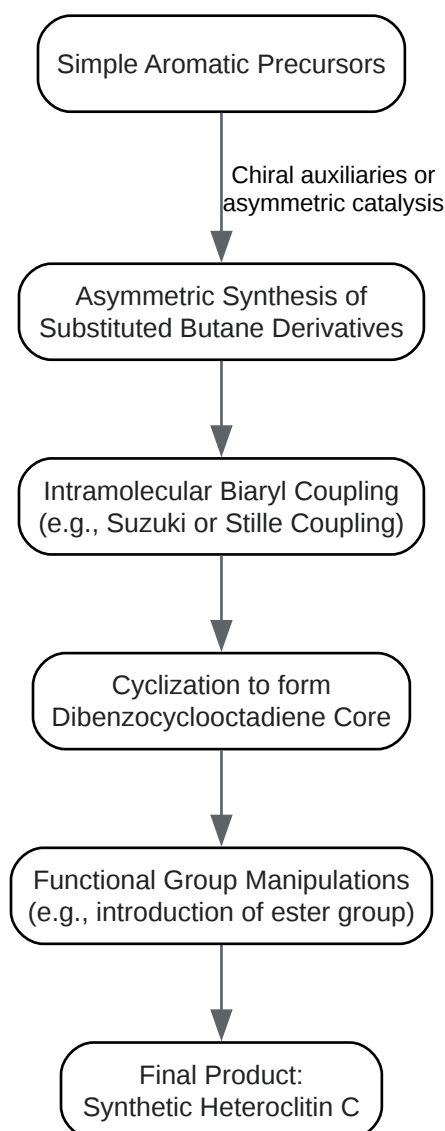 Simple Aromatic Precursors
Chiral auxiliaries or
asymmetric catalysis
Asymmetric Synthesis of
Substituted Butane Derivatives
Intramolecular Biaryl Coupling
(e.g., Suzuki or Stille Coupling)
Cyclization to form
Dibenzocyclooctadiene Core
Functional Group Manipulations
(e.g., introduction of ester group)
Final Product:
Synthetic Heteroclitin C